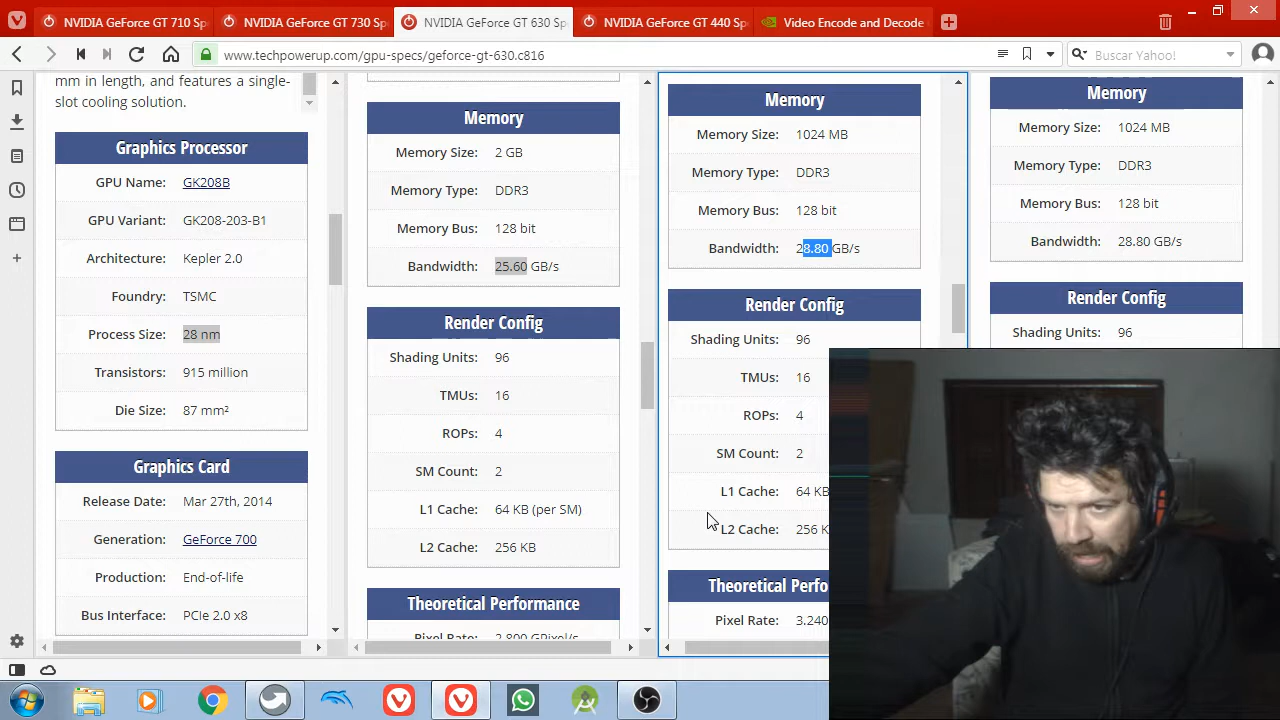 NVIDIA GeForce GT 710 Sp
NVIDIA GeForce GT 730 Sp
NVIDIA GeForce GT 630 Sp
NVIDIA GeForce GT 440 Sp
Video Encode and Decode
www.techpowerup.com/gpu-specs/geforce-gt-630.c816
Buscar Yahoo!
mm in length, and features a single-
slot cooling solution.
Graphics Processor
GPU Name: GK208B
GPU Variant: GK208-203-B1
Architecture: Kepler 2.0
Foundry: TSMC
Process Size: 28 nm
Transistors: 915 million
Die Size: 87 mm²
Graphics Card
Release Date: Mar 27th, 2014
Generation: GeForce 700
Production: End-of-life
Bus Interface: PCIe 2.0 x8
Memory
Memory Size: 2 GB
Memory Type: DDR3
Memory Bus: 128 bit
Bandwidth: 25.60 GB/s
Render Config
Shading Units: 96
TMUs: 16
ROPs: 4
SM Count: 2
L1 Cache: 64 KB (per SM)
L2 Cache: 256 KB
Theoretical Performance
Pixel Rate: 2.800 GPixel/s
Memory
Memory Size: 1024 MB
Memory Type: DDR3
Memory Bus: 128 bit
Bandwidth: 28.80 GB/s
Render Config
Shading Units: 96
TMUs: 16
ROPs: 4
SM Count: 2
L1 Cache: 64 KB
L2 Cache: 256 K
Theoretical Perfo
Pixel Rate: 3.240
Memory
Memory Size: 1024 MB
Memory Type: DDR3
Memory Bus: 128 bit
Bandwidth: 28.80 GB/s
Render Config
Shading Units: 96